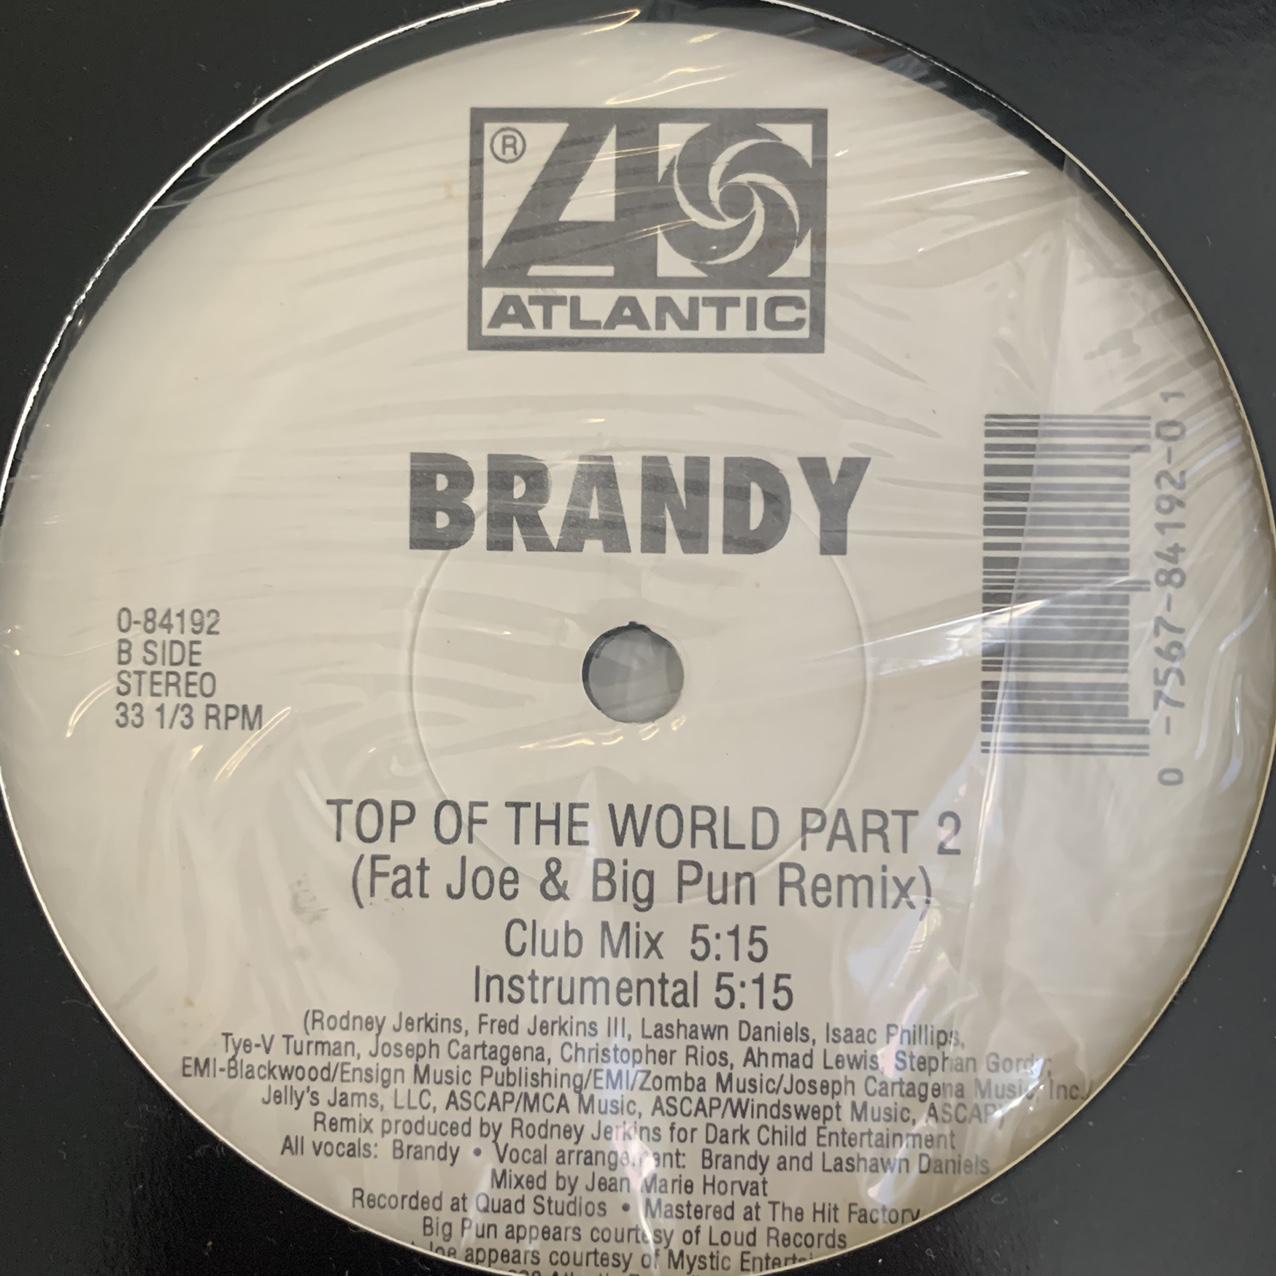 ®
ATLANTIC
BRANDY
0-84192
B SIDE
STEREO
33 1/3 RPM
0 -7567-84192-0 1
TOP OF THE WORLD PART 2
(Fat Joe & Big Pun Remix)
Club Mix 5:15
Instrumental 5:15
(Rodney Jerkins, Fred Jerkins III, Lashawn Daniels, Isaac Phillips,
Tye-V Turman, Joseph Cartagena, Christopher Rios, Ahmad Lewis, Stephan
EMI-Blackwood/Ensign Music Publishing/EMI/Zomba Music/Joseph Cartagena Music, Inc./
Jelly's Jams, LLC, ASCAP/MCA Music, ASCAP/Windswept Music, ASCAP)
Remix produced by Rodney Jerkins for Dark Child Entertainment
All vocals: Brandy • Vocal arrangement: Brandy and Lashawn Daniels
Mixed by Jean Marie Horvat
Recorded at Quad Studios • Mastered at The Hit Factory
Big Pun appears courtesy of Loud Records
Joe appears courtesy of Mystic